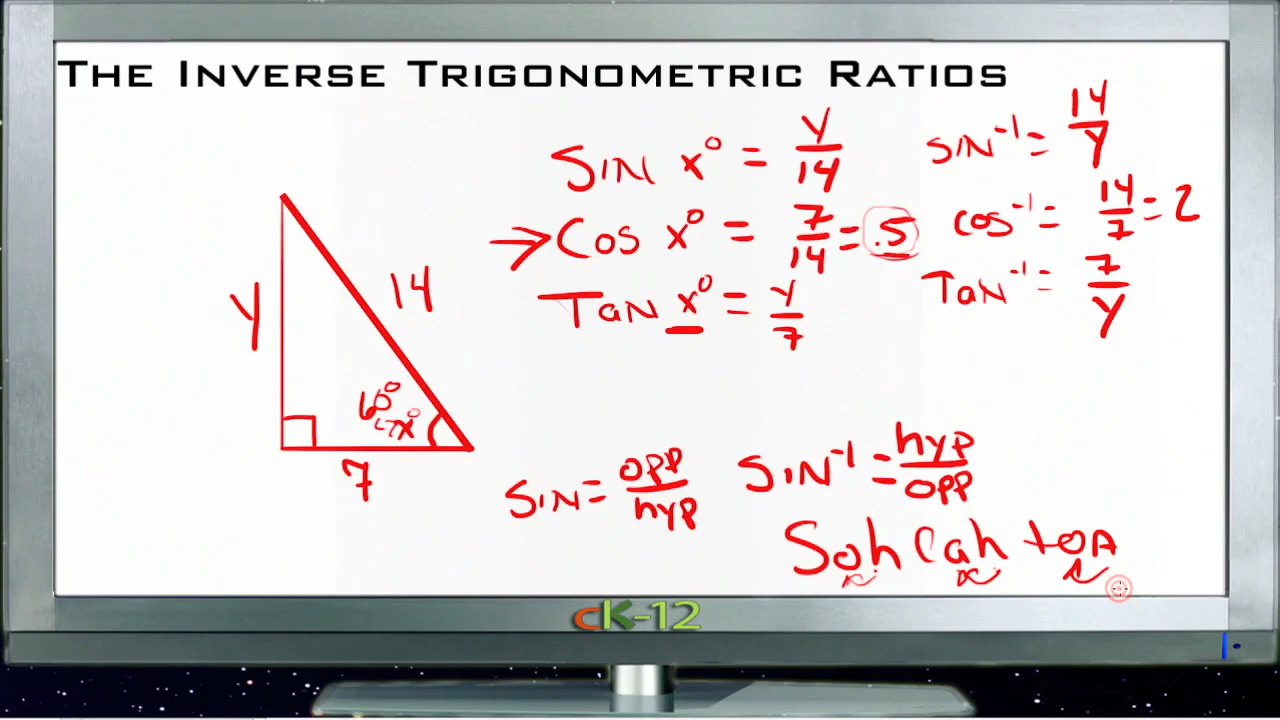 THE INVERSE TRIGONOMETRIC RATIOS
SIN x° = y/14
COS x° = 7/14 = .5
TAN x° = y/7
SIN⁻¹ = 14/y
COS⁻¹ = 14/7 = 2
TAN⁻¹ = 7/y
y
14
60°
x°
7
SIN = opp/hyp
SIN⁻¹ = hyp/opp
Soh Cah toA
cK-12